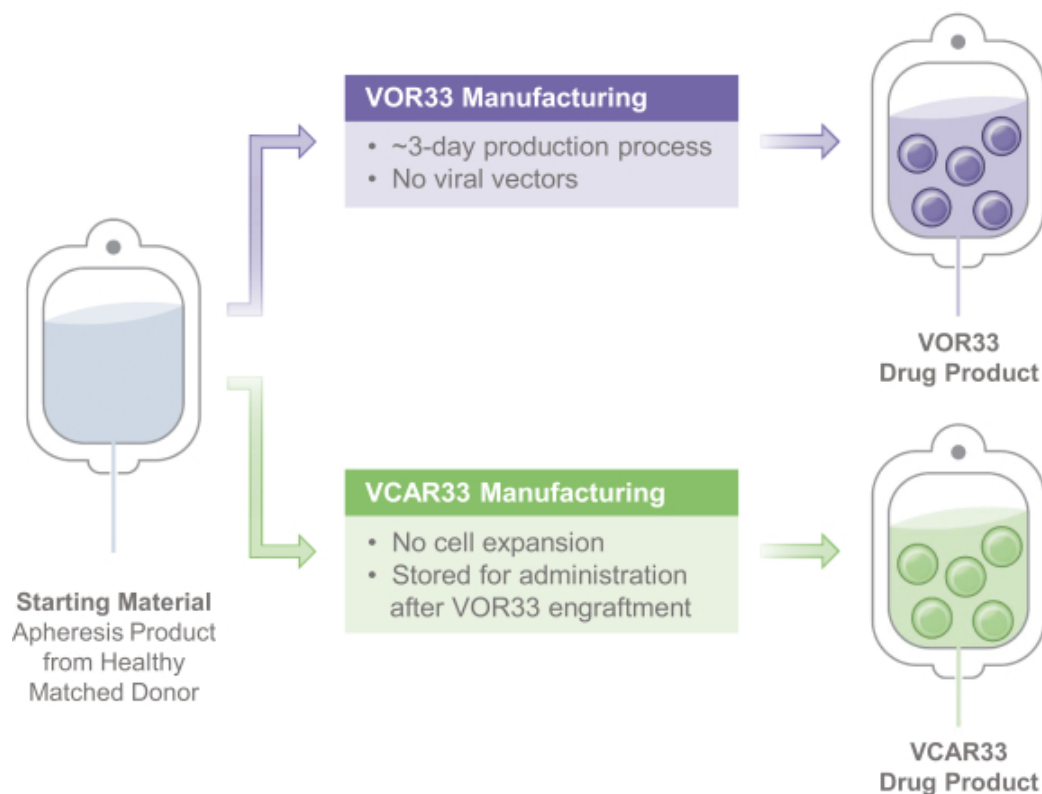 VOR33 Manufacturing
• ~3-day production process
• No viral vectors
VOR33
Drug Product
Starting Material
Apheresis Product
from Healthy
Matched Donor
VCAR33 Manufacturing
• No cell expansion
• Stored for administration
after VOR33 engraftment
VCAR33
Drug Product